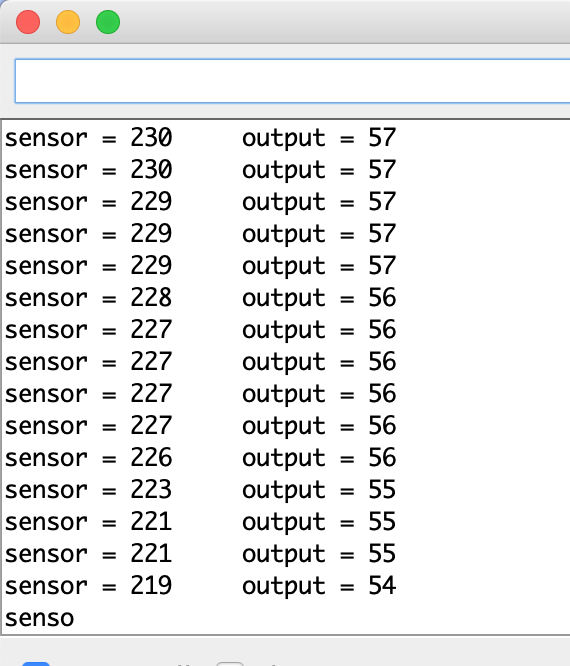 sensor = 230 output = 57
sensor = 230 output = 57
sensor = 229 output = 57
sensor = 229 output = 57
sensor = 229 output = 57
sensor = 228 output = 56
sensor = 227 output = 56
sensor = 227 output = 56
sensor = 227 output = 56
sensor = 227 output = 56
sensor = 226 output = 56
sensor = 223 output = 55
sensor = 221 output = 55
sensor = 221 output = 55
sensor = 219 output = 54
senso